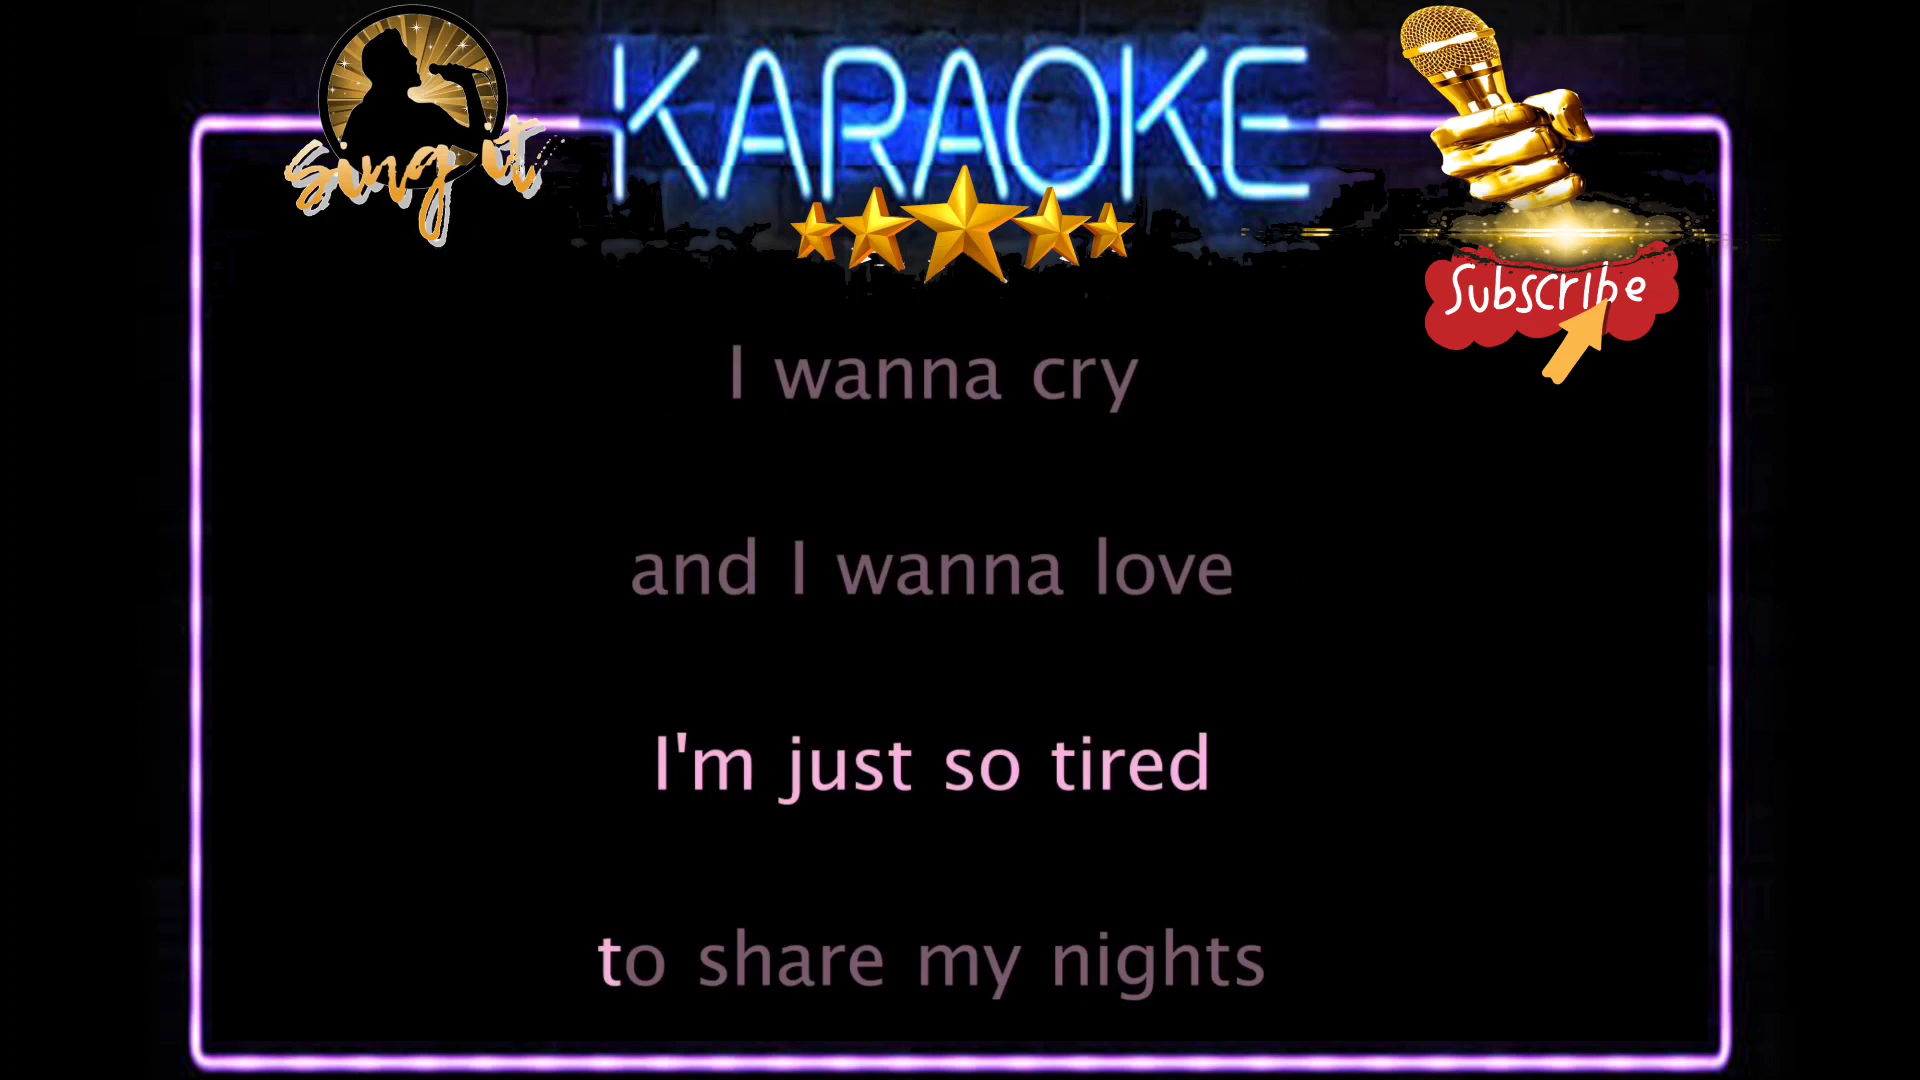 KARAOKE
sing it
Subscribe
I wanna cry
and I wanna love
I'm just so tired
to share my nights